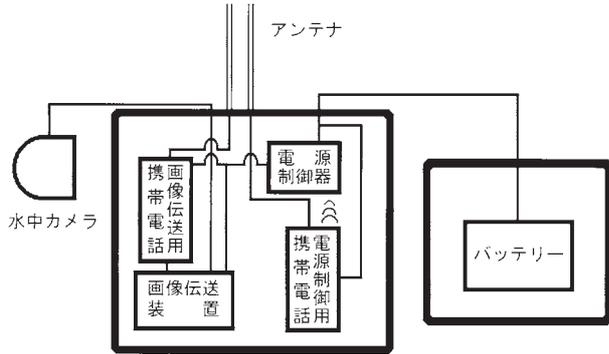 アンテナ
水中カメラ
画像伝送用
携帯電話
電源
制御器
電源制御用
携帯電話
画像伝送
装置
バッテリー